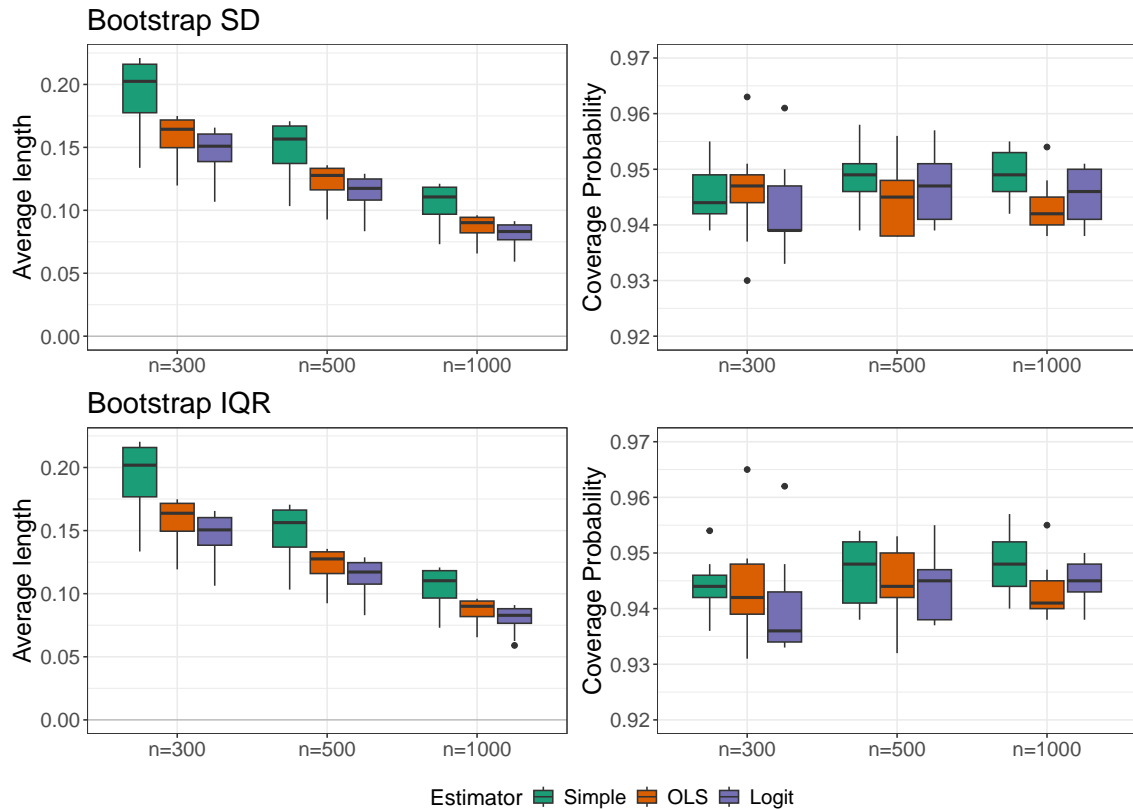 Bootstrap SD
Average length
0.20
0.15
0.10
0.05
0.00
n=300 n=500 n=1000
Coverage Probability
0.97
0.96
0.95
0.94
0.93
0.92
n=300 n=500 n=1000
Bootstrap IQR
Average length
0.20
0.15
0.10
0.05
0.00
n=300 n=500 n=1000
Coverage Probability
0.97
0.96
0.95
0.94
0.93
0.92
n=300 n=500 n=1000
Estimator Simple OLS Logit